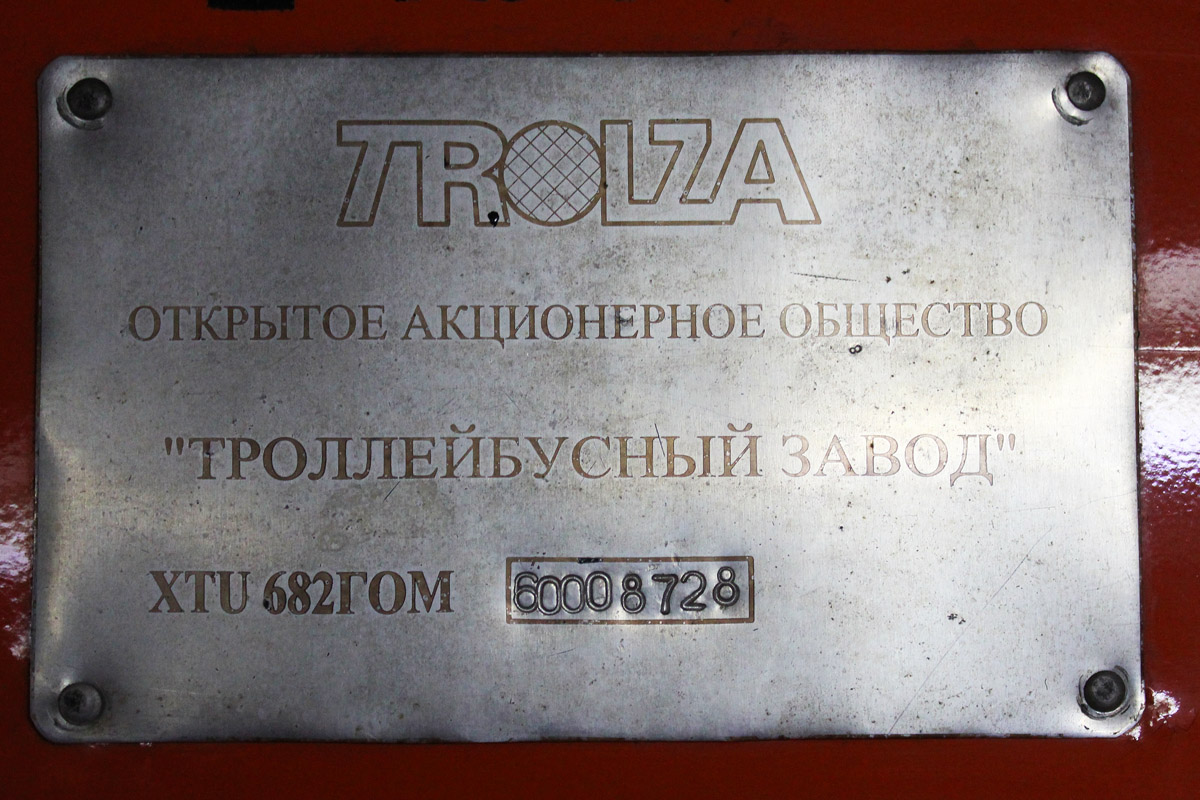 TROLZA
ОТКРЫТОЕ АКЦИОНЕРНОЕ ОБЩЕСТВО
"ТРОЛЛЕЙБУСНЫЙ ЗАВОД"
XTU 682ГОМ 60008728